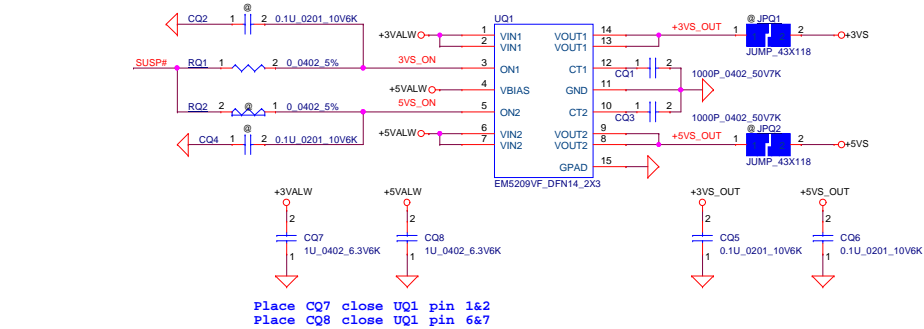 CQ2 1 @ 2 0.1U_0201_10V6K
SUSP# RQ1 1 2 0_0402_5% 3VS_ON
RQ2 @ 1 0_0402_5% 5VS_ON
CQ4 1 @ 2 0.1U_0201_10V6K
+3VALW
+5VALW
+5VALW
UQ1
1 VIN1 VOUT1 14
2 VIN1 VOUT1 13
3 ON1 CT1 12
4 VBIAS GND 11
5 ON2 CT2 10
6 VIN2 VOUT2 9
7 VIN2 VOUT2 8
GPAD 15
EM5209VF_DFN14_2X3
+3VS_OUT
@ JPQ1
1 2 +3VS
JUMP_43X118
CQ1 1 2 1000P_0402_50V7K
CQ3 1 2 1000P_0402_50V7K
+5VS_OUT
@ JPQ2
1 2 +5VS
JUMP_43X118
+3VALW
2
CQ7
1U_0402_6.3V6K
1
+5VALW
2
CQ8
1U_0402_6.3V6K
1
+3VS_OUT
2
CQ5
0.1U_0201_10V6K
1
+5VS_OUT
2
CQ6
0.1U_0201_10V6K
1
Place CQ7 close UQ1 pin 1&2
Place CQ8 close UQ1 pin 6&7